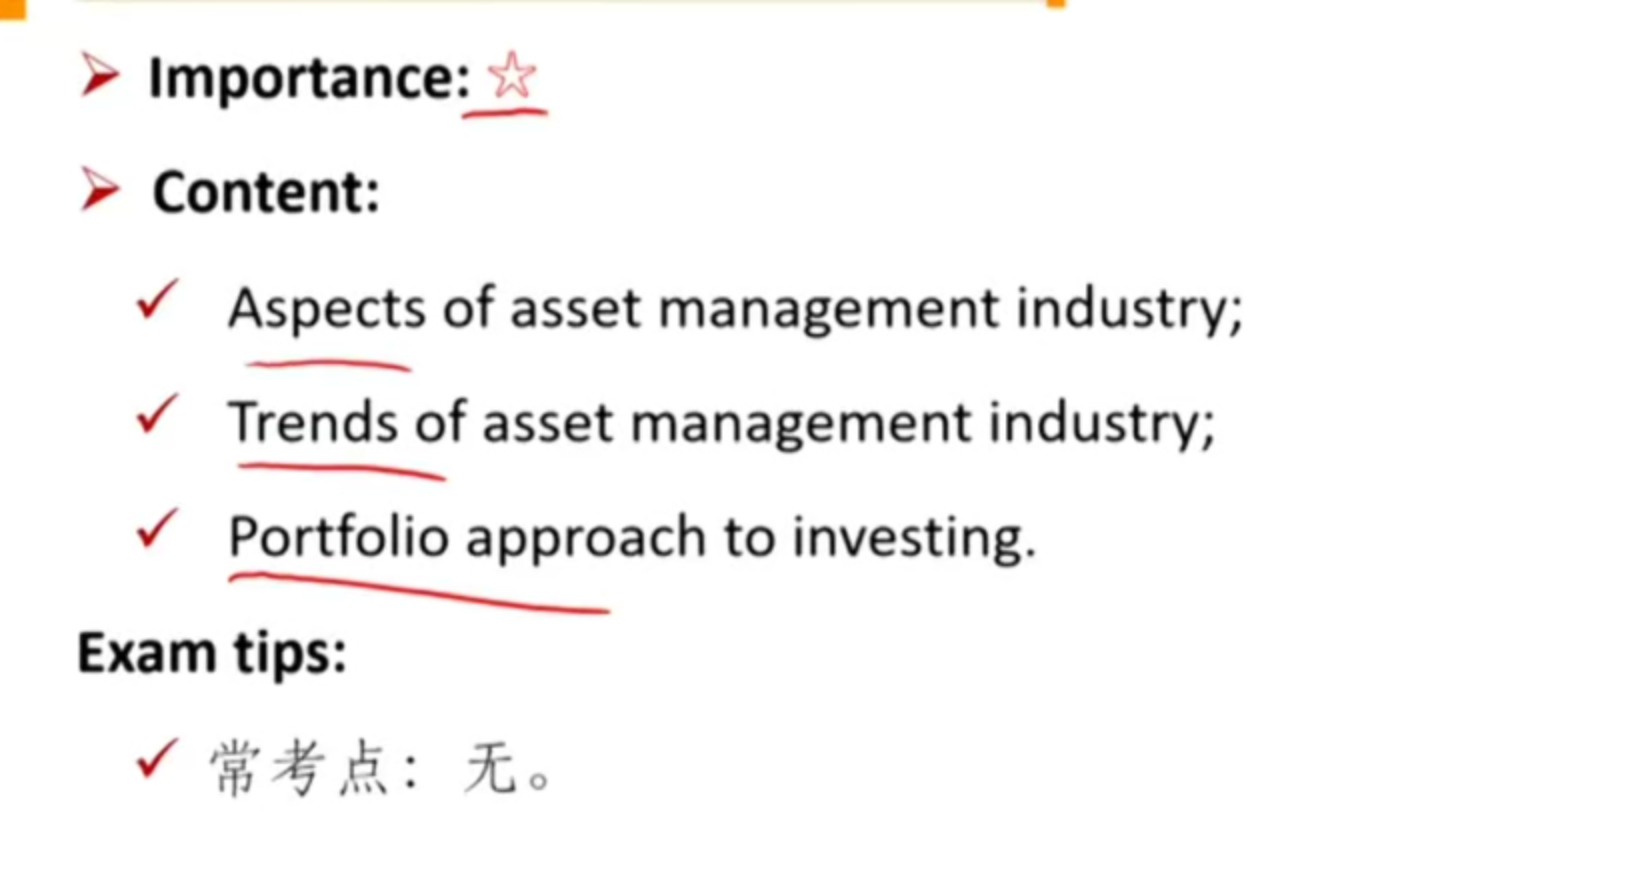 Importance: ☆
Content:
Aspects of asset management industry;
Trends of asset management industry;
Portfolio approach to investing.
Exam tips:
常考点：无。